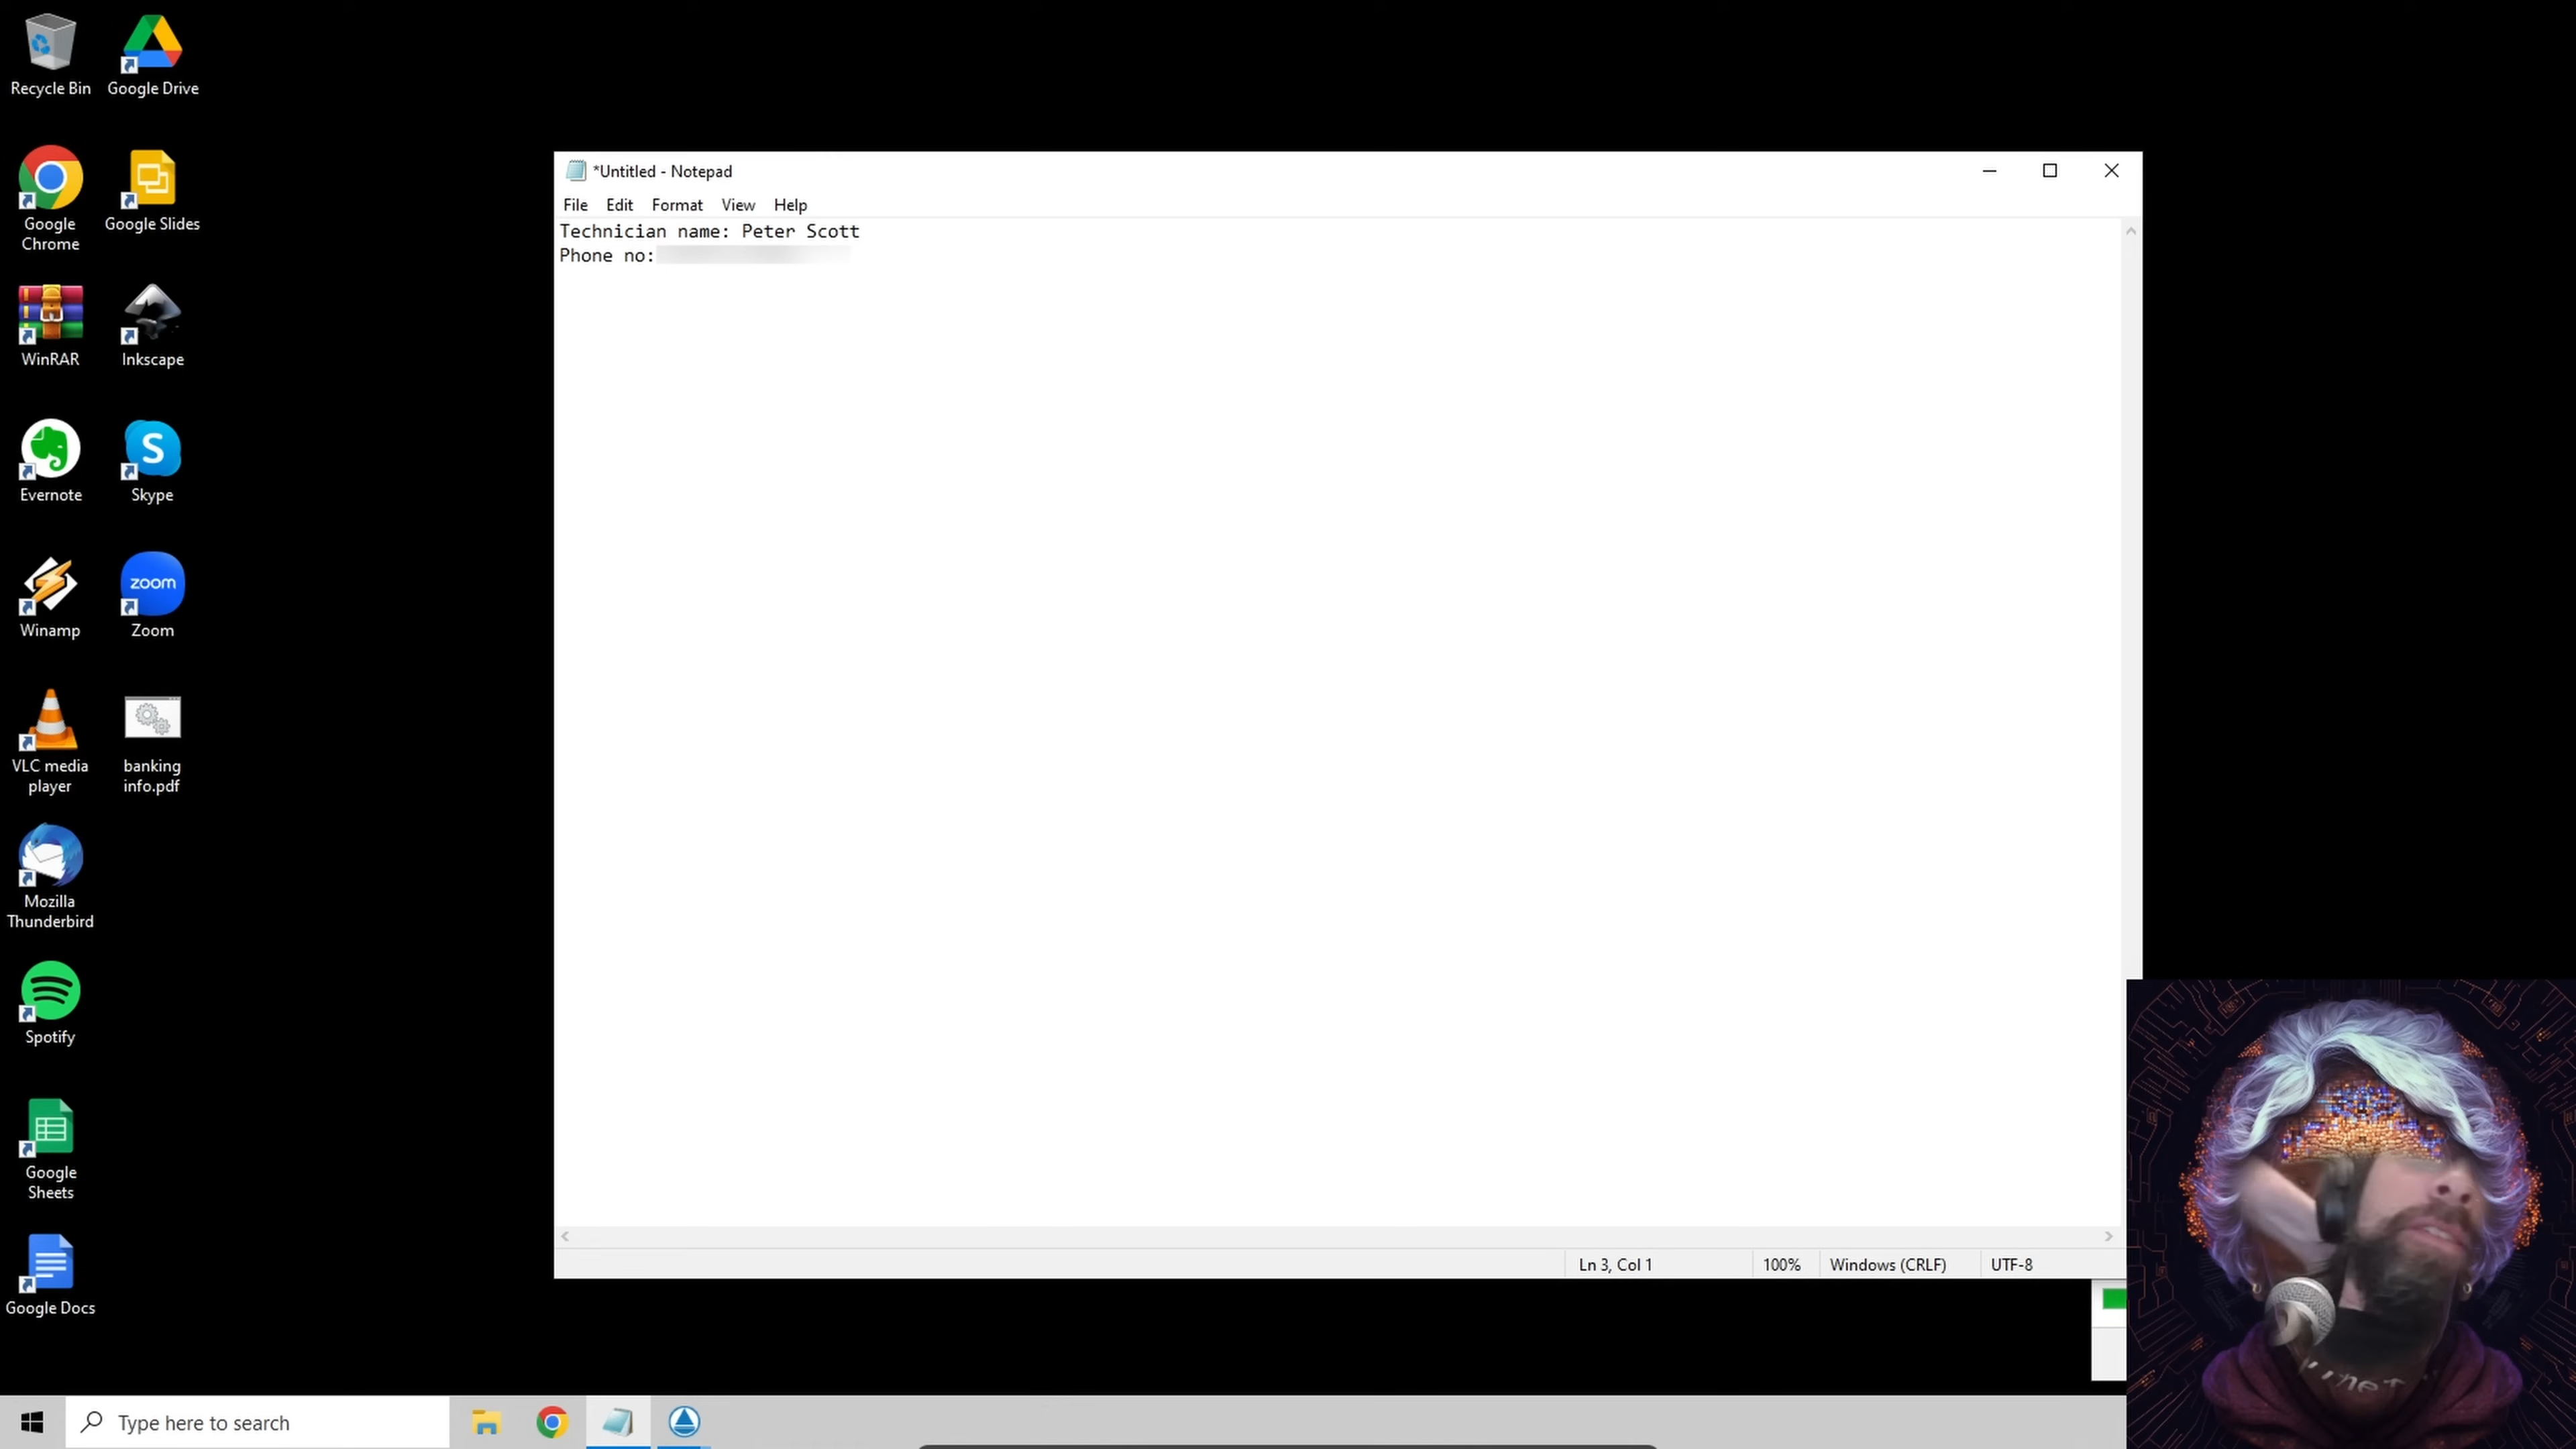 Recycle Bin
Google Drive
Google
Chrome
Google Slides
WinRAR
Inkscape
Evernote
Skype
Winamp
zoom
Zoom
VLC media
player
banking
info.pdf
Mozilla
Thunderbird
Spotify
Google
Sheets
Google Docs
*Untitled - Notepad
File Edit Format View Help
Technician name: Peter Scott
Phone no:
Ln 3, Col 1 100% Windows (CRLF) UTF-8
Type here to search